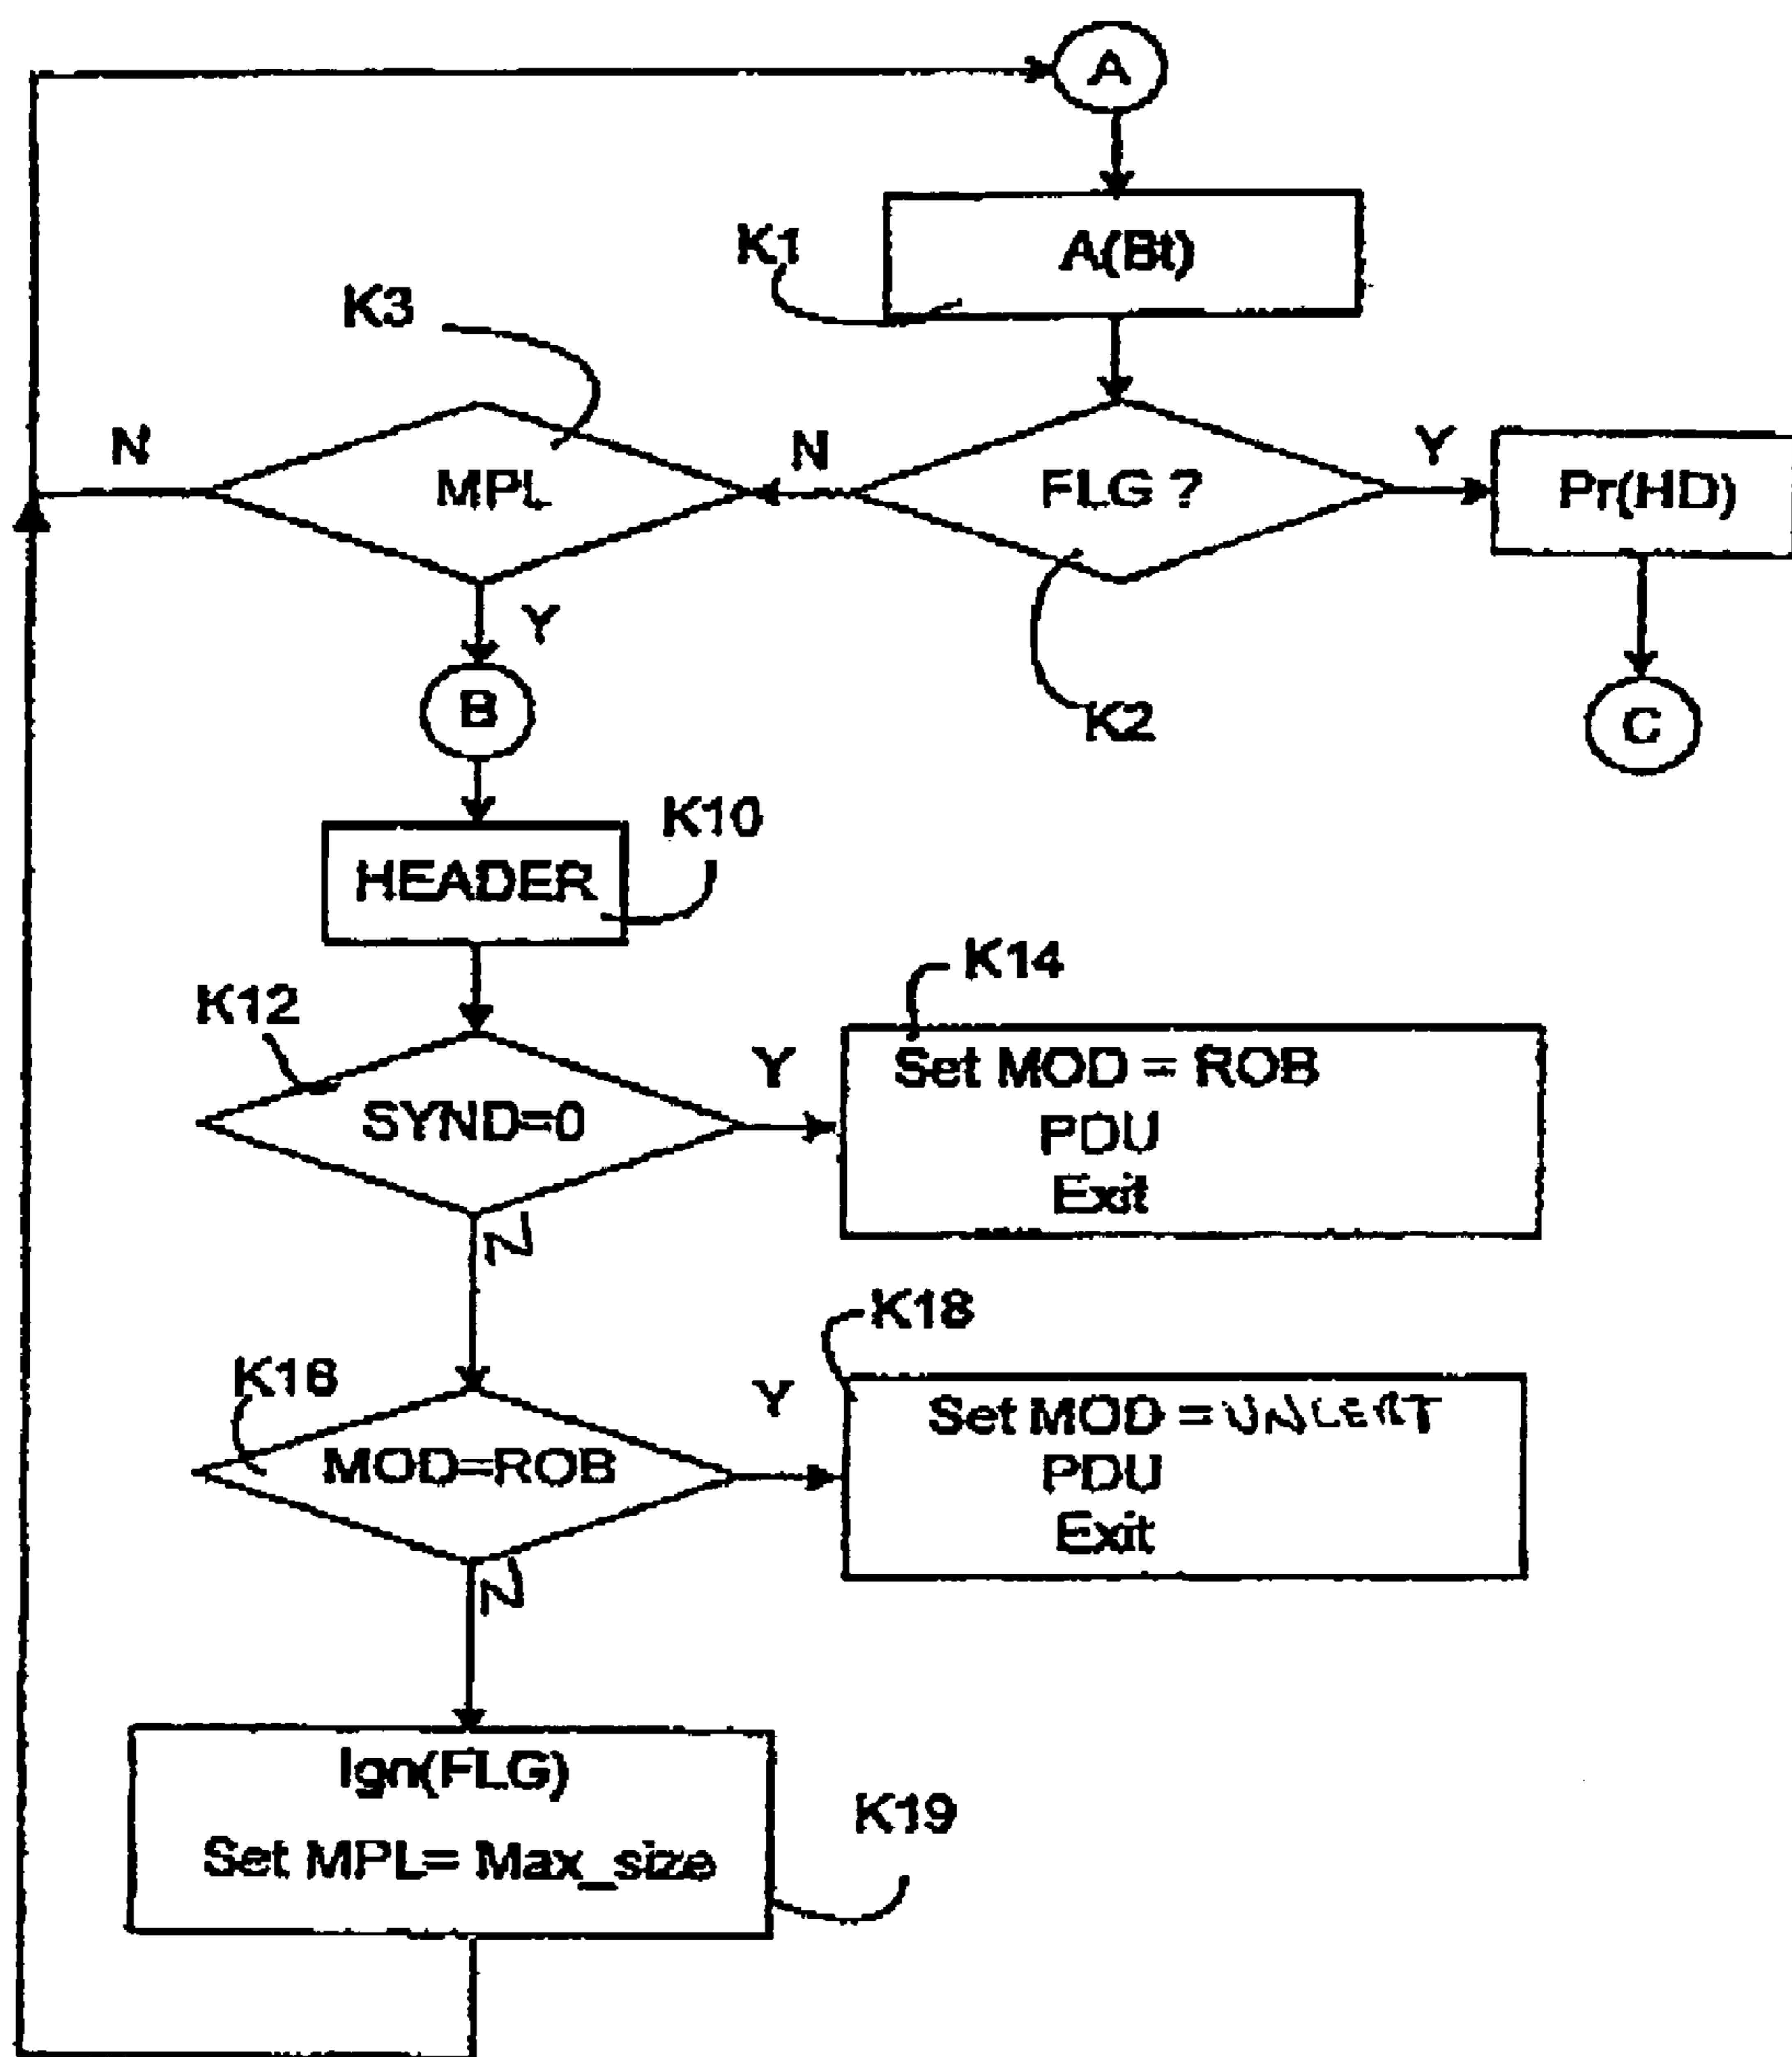 A
K1
A(Bt)
K3
N
MPL
N
FLG ?
Y
Pr(HD)
Y
B
K2
C
K10
HEADER
K14
K12
Y
Set MOD = ROB
SYND=0
PDU
Exit
N
K18
K16
Y
Set MOD = UNCERT
MOD=ROB
PDU
Exit
N
Ign(FLG)
K19
Set MPL= Max_size